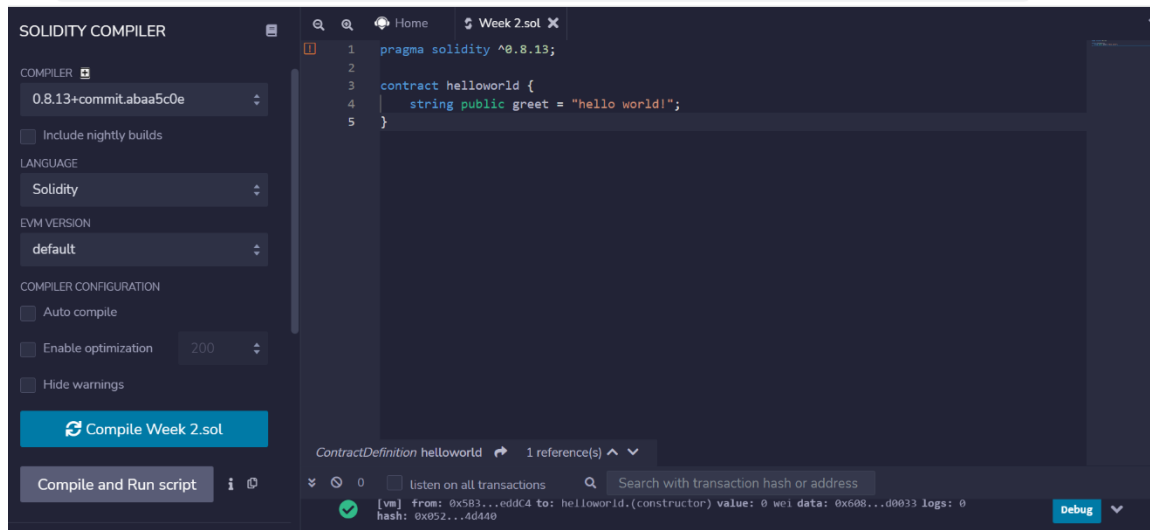 SOLIDITY COMPILER
COMPILER
0.8.13+commit.abaa5c0e
Include nightly builds
LANGUAGE
Solidity
EVM VERSION
default
COMPILER CONFIGURATION
Auto compile
Enable optimization 200
Hide warnings
Compile Week 2.sol
Compile and Run script
Home Week 2.sol
1 pragma solidity ^0.8.13;
2
3 contract helloworld {
4 string public greet = "hello world!";
5 }
ContractDefinition helloworld 1 reference(s)
0 listen on all transactions Search with transaction hash or address
[vm] from: 0x5B3...eddC4 to: helloworld.(constructor) value: 0 wei data: 0x608...d0033 logs: 0
hash: 0x052...4d440
Debug